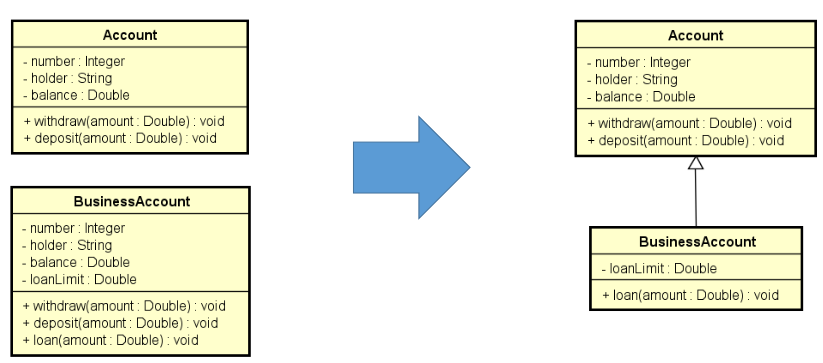 Account
- number : Integer
- holder : String
- balance : Double
+ withdraw(amount : Double) : void
+ deposit(amount : Double) : void
BusinessAccount
- number : Integer
- holder : String
- balance : Double
- loanLimit : Double
+ withdraw(amount : Double) : void
+ deposit(amount : Double) : void
+ loan(amount : Double) : void
Account
- number : Integer
- holder : String
- balance : Double
+ withdraw(amount : Double) : void
+ deposit(amount : Double) : void
BusinessAccount
- loanLimit : Double
+ loan(amount : Double) : void